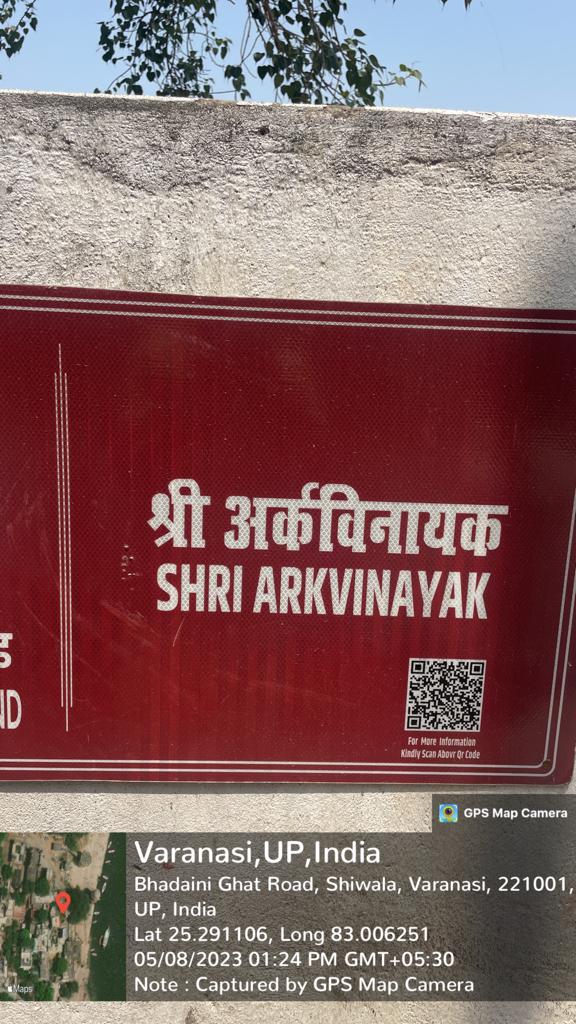 श्री अर्कविनायक
SHRI ARKVINAYAK
ND
For More Information
Kindly Scan Abovr Qr Code
GPS Map Camera
Varanasi,UP,India
Bhadaini Ghat Road, Shiwala, Varanasi, 221001,
UP, India
Lat 25.291106, Long 83.006251
05/08/2023 01:24 PM GMT+05:30
Note : Captured by GPS Map Camera
Maps